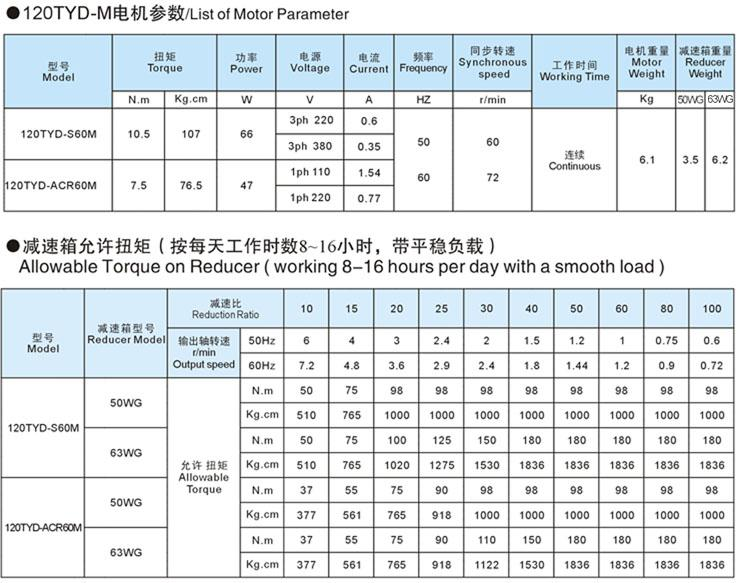 ●120TYD-M电机参数/List of Motor Parameter
型号 Model 扭矩 Torque 功率 Power 电源 Voltage 电流 Current 频率 Frequency 同步转速 Synchronous speed 工作时间 Working Time 电机重量 Motor Weight 减速箱重量 Reducer Weight
N.m Kg.cm W V A HZ r/min Kg 50WG 63WG
120TYD-S60M 10.5 107 66 3ph 220 0.6 50 60 连续 Continuous 6.1 3.5 6.2
3ph 380 0.35
120TYD-ACR60M 7.5 76.5 47 1ph 110 1.54 60 72
1ph 220 0.77
●减速箱允许扭矩(按每天工作时数8~16小时，带平稳负载)
Allowable Torque on Reducer ( working 8-16 hours per day with a smooth load )
型号 Model 减速箱型号 Reducer Model 减速比 Reduction Ratio 10 15 20 25 30 40 50 60 80 100
输出轴转速 r/min Output speed 50Hz 6 4 3 2.4 2 1.5 1.2 1 0.75 0.6
60Hz 7.2 4.8 3.6 2.9 2.4 1.8 1.44 1.2 0.9 0.72
120TYD-S60M 50WG 允许 扭矩 Allowable Torque N.m 50 75 98 98 98 98 98 98 98 98
Kg.cm 510 765 1000 1000 1000 1000 1000 1000 1000 1000
63WG N.m 50 75 100 125 150 180 180 180 180 180
Kg.cm 510 765 1020 1275 1530 1836 1836 1836 1836 1836
120TYD-ACR60M 50WG N.m 37 55 75 90 98 98 98 98 98 98
Kg.cm 377 561 765 918 1000 1000 1000 1000 1000 1000
63WG N.m 37 55 75 90 110 150 180 180 180 180
Kg.cm 377 561 765 918 1122 1530 1836 1836 1836 1836